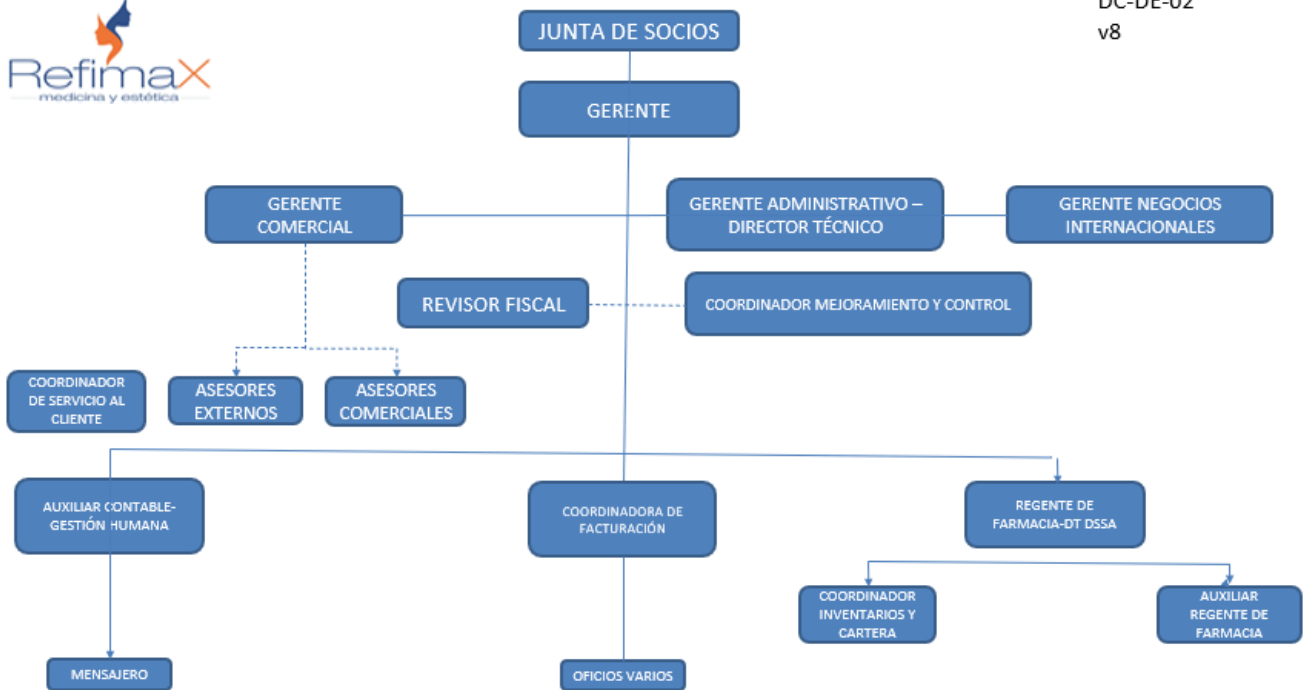 DC-DE-02
v8
RefimaX
medicina y estética
JUNTA DE SOCIOS
GERENTE
GERENTE
COMERCIAL
GERENTE ADMINISTRATIVO –
DIRECTOR TÉCNICO
GERENTE NEGOCIOS
INTERNACIONALES
REVISOR FISCAL
COORDINADOR MEJORAMIENTO Y CONTROL
COORDINADOR
DE SERVICIO AL
CLIENTE
ASESORES
EXTERNOS
ASESORES
COMERCIALES
AUXILIAR CONTABLE-
GESTIÓN HUMANA
COORDINADORA DE
FACTURACIÓN
REGENTE DE
FARMACIA-DT DSSA
COORDINADOR
INVENTARIOS Y
CARTERA
AUXILIAR
REGENTE DE
FARMACIA
MENSAJERO
OFICIOS VARIOS